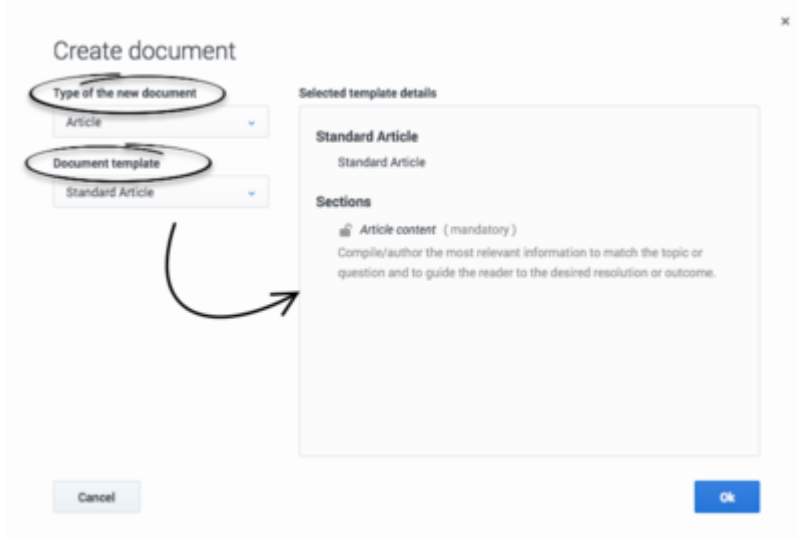 ×
Create document
Type of the new document
Article
Document template
Standard Article
Selected template details
Standard Article
Standard Article
Sections
Article content (mandatory)
Compile/author the most relevant information to match the topic or
question and to guide the reader to the desired resolution or outcome.
Cancel
Ok